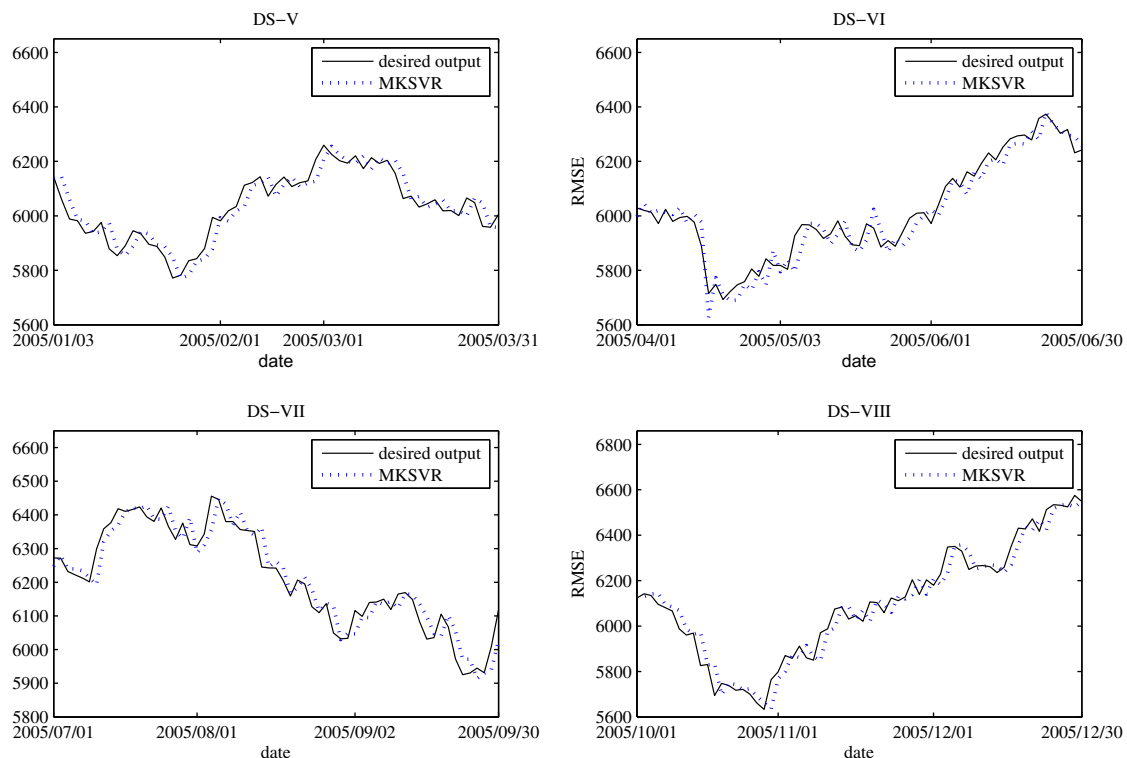 DS−V
6600
6400
6200
6000
5800
5600
2005/01/03
2005/02/01
2005/03/01
2005/03/31
date
desired output
MKSVR
DS−VI
RMSE
6600
6400
6200
6000
5800
5600
2005/04/01
2005/05/03
2005/06/01
2005/06/30
date
desired output
MKSVR
DS−VII
6600
6500
6400
6300
6200
6100
6000
5900
5800
2005/07/01
2005/08/01
2005/09/02
2005/09/30
date
desired output
MKSVR
DS−VIII
RMSE
6800
6600
6400
6200
6000
5800
5600
2005/10/01
2005/11/01
2005/12/01
2005/12/30
date
desired output
MKSVR